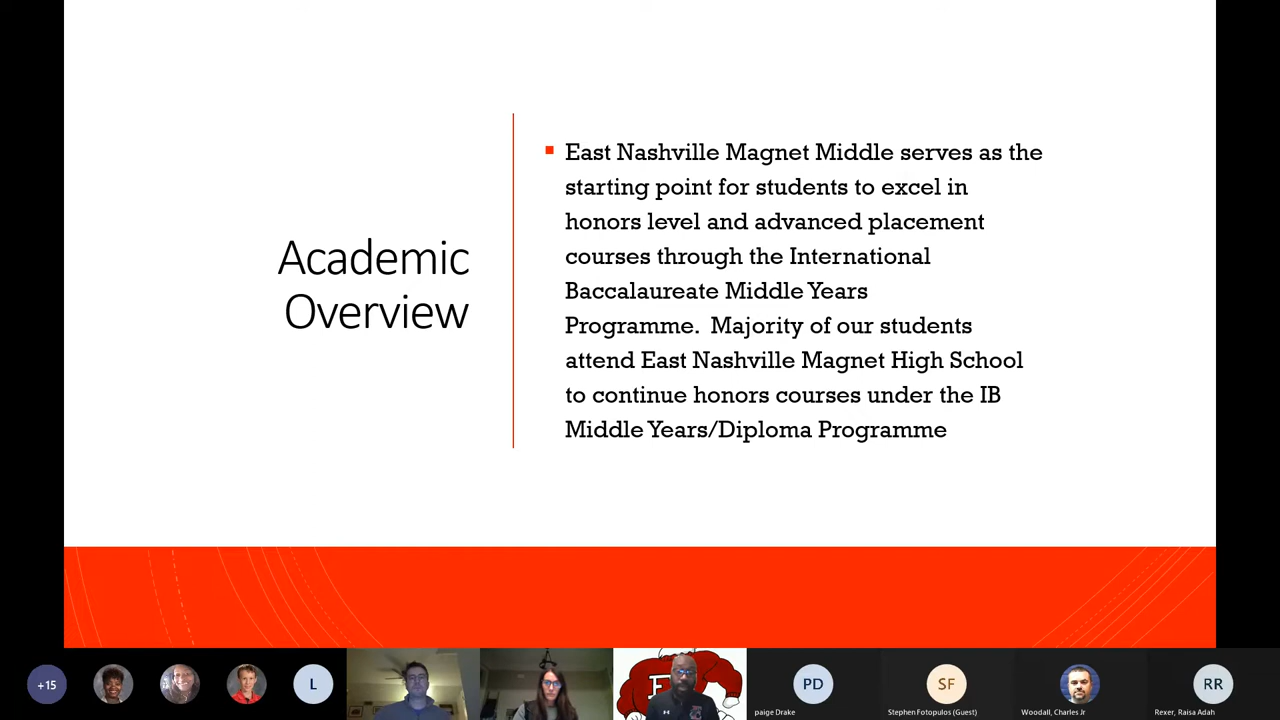 Academic
Overview
East Nashville Magnet Middle serves as the
starting point for students to excel in
honors level and advanced placement
courses through the International
Baccalaureate Middle Years
Programme. Majority of our students
attend East Nashville Magnet High School
to continue honors courses under the IB
Middle Years/Diploma Programme
+15
L
PD
SF
RR
paige Drake
Stephen Fotopulos (Guest)
Woodall, Charles Jr
Rexer, Raisa Adah